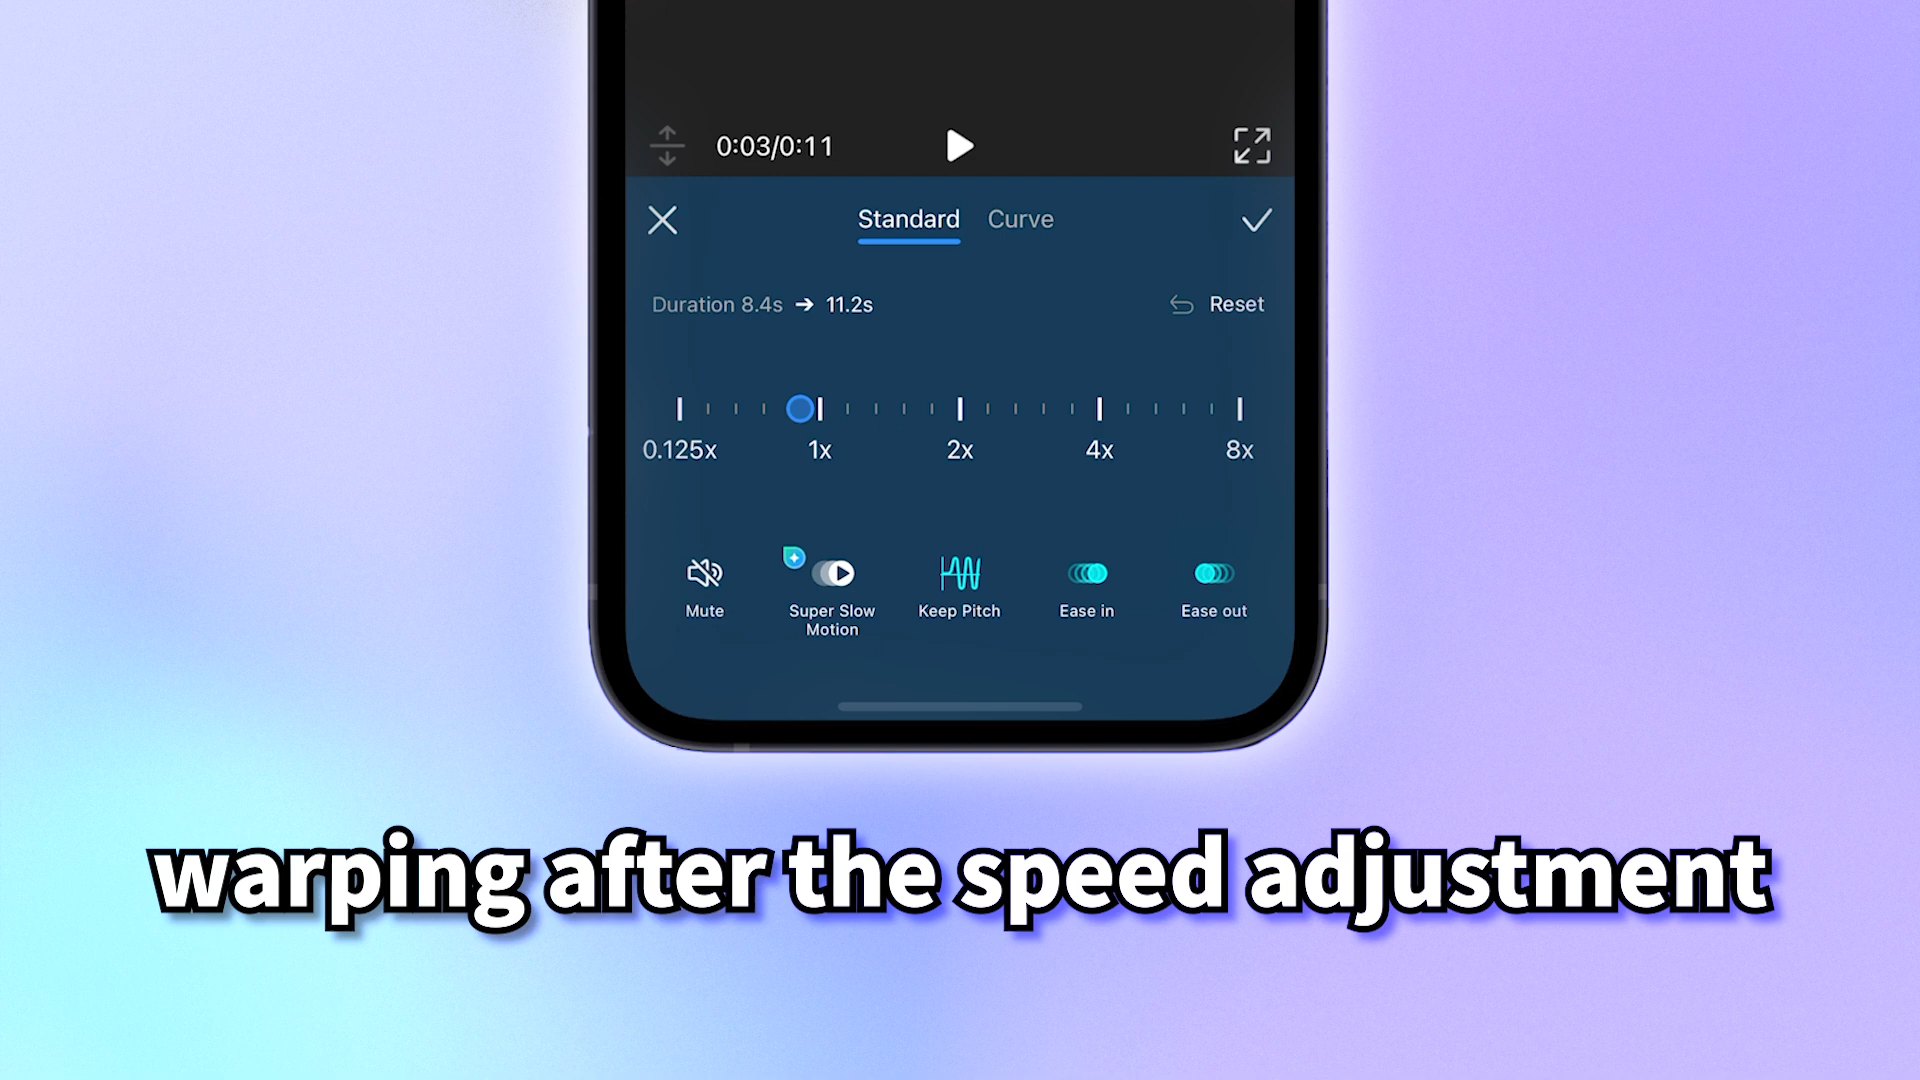 0:03/0:11
Standard Curve
Duration 8.4s → 11.2s Reset
0.125x 1x 2x 4x 8x
Mute Super Slow Motion Keep Pitch Ease in Ease out
warping after the speed adjustment